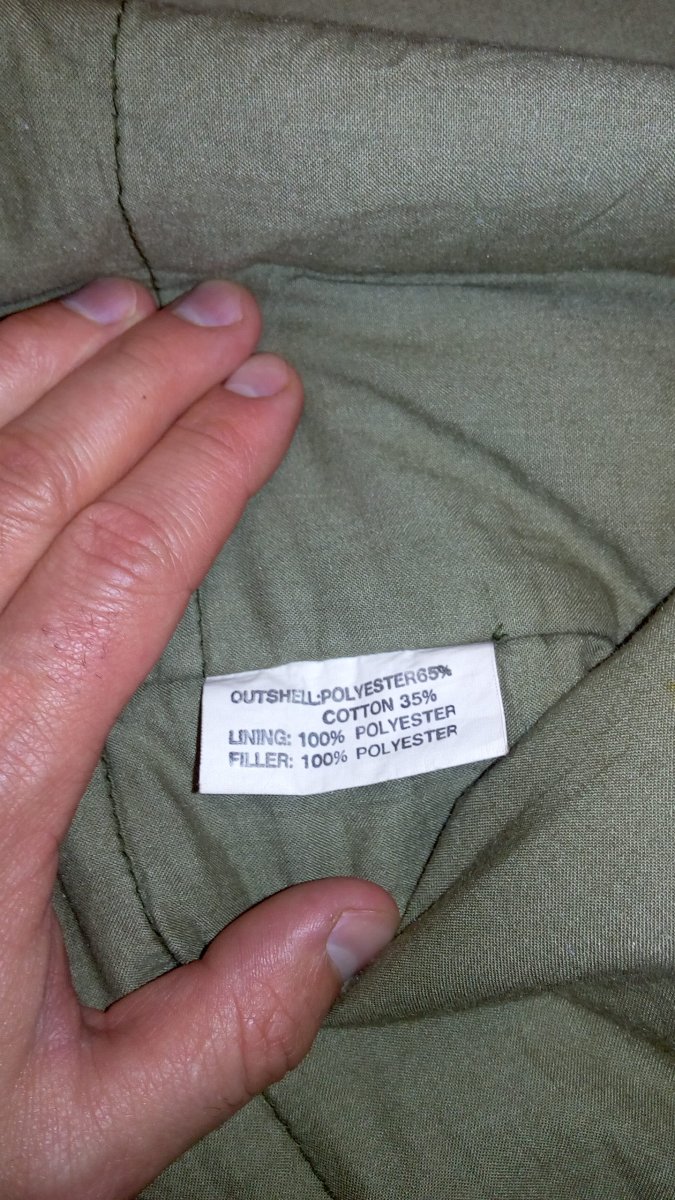 OUTSHELL:POLYESTER65%
COTTON 35%
LINING: 100% POLYESTER
FILLER: 100% POLYESTER